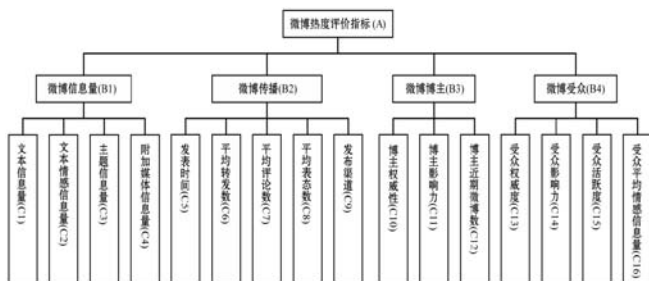 微博热度评价指标(A)
微博信息量(B1)
微博传播(B2)
微博博主(B3)
微博受众(B4)
文本信息量(C1)
文本情感信息量(C2)
主题信息量(C3)
附加媒体信息量(C4)
发表时间(C5)
平均转发数(C6)
平均评论数(C7)
平均表态数(C8)
发布渠道(C9)
博主权威性(C10)
博主影响力(C11)
博主近期微博数(C12)
受众权威度(C13)
受众影响力(C14)
受众活跃度(C15)
受众平均情感信息量(C16)